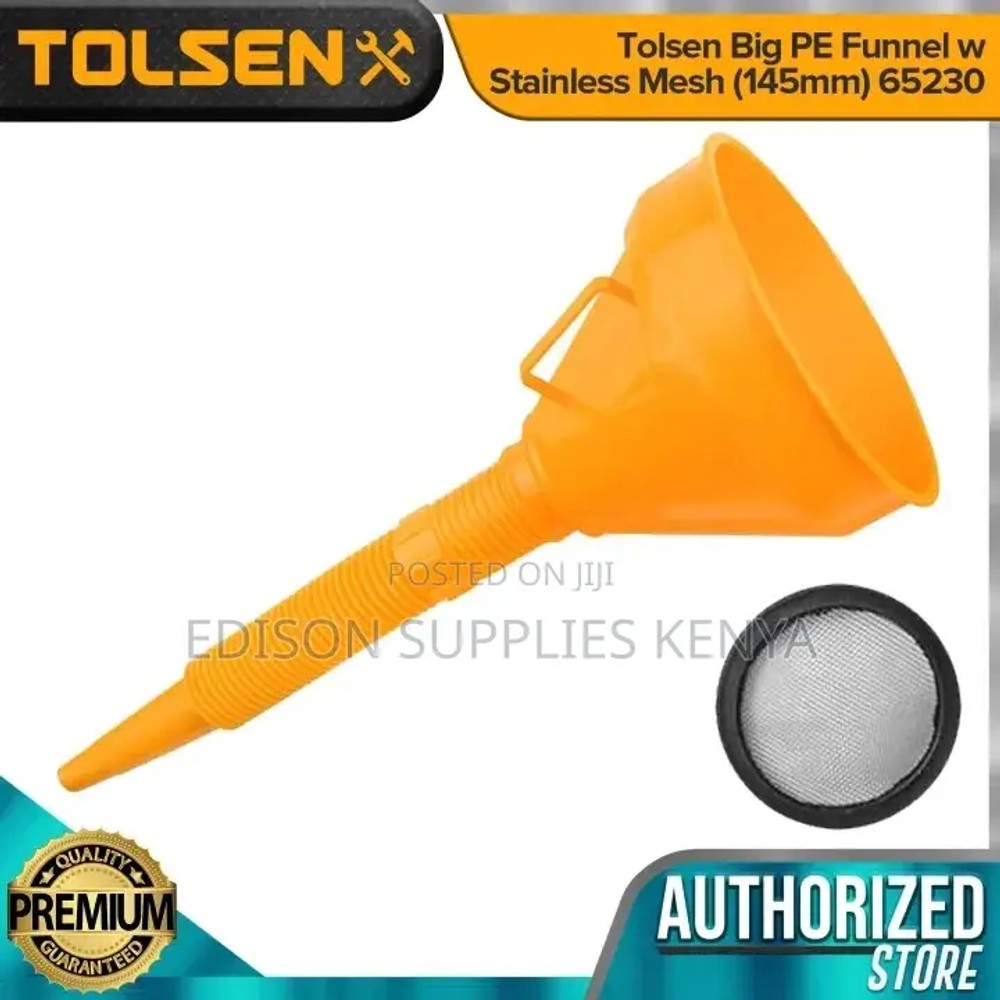 TOLSEN
Tolsen Big PE Funnel w
Stainless Mesh (145mm) 65230
POSTED ON JIJI
EDISON SUPPLIES KENYA
QUALITY
PREMIUM
GUARANTEED
AUTHORIZED
STORE